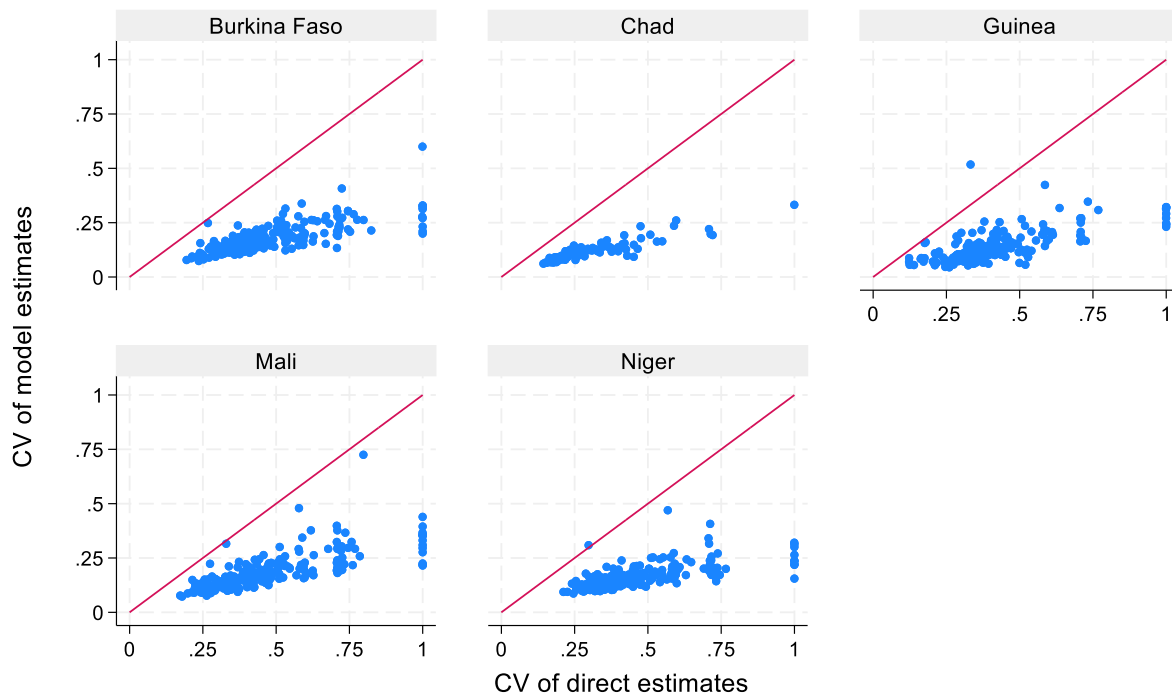 Burkina Faso
Chad
Guinea
1
.75
.5
.25
0
0 .25 .5 .75 1
Mali
Niger
1
.75
.5
.25
0
0 .25 .5 .75 1
0 .25 .5 .75 1
CV of model estimates
CV of direct estimates